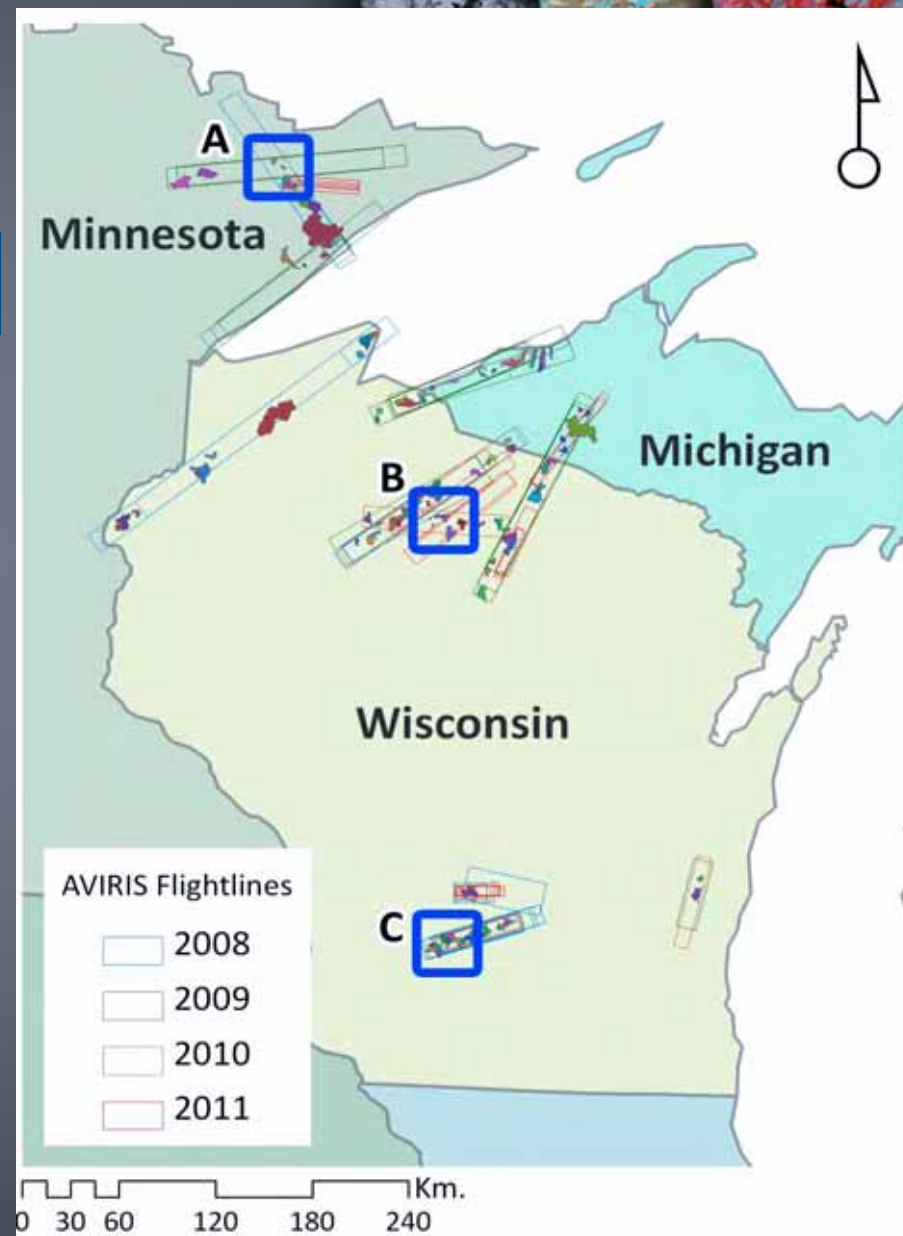 A
Minnesota
Michigan
B
Wisconsin
C
AVIRIS Flightlines
2008
2009
2010
2011
Km.
0 30 60 120 180 240